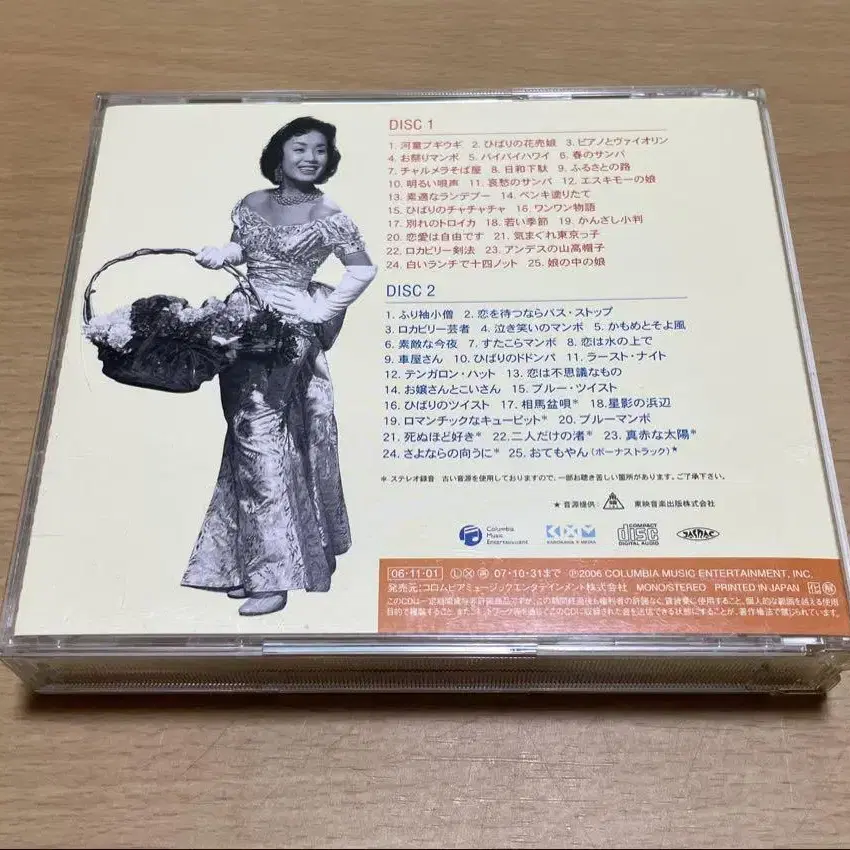 DISC 1
1. 河童ブギウギ 2. ひばりの花売娘 3. ピアノとヴァイオリン
4. お祭りマンボ 5. バイバイハワイ 6. 春のサンバ
7. チャルメラそば屋 8. 日和下駄 9. ふるさとの路
10. 明るい唄声 11. 哀愁のサンバ 12. エスキモーの娘
13. 素適なランデブー 14. ペンキ塗りたて
15. ひばりのチャチャチャ 16. ワンワン物語
17. 別れのトロイカ 18. 若い季節 19. かんざし小判
20. 恋愛は自由です 21. 気まぐれ東京っ子
22. ロカビリー剣法 23. アンデスの山高帽子
24. 白いランチで十四ノット 25. 娘の中の娘
DISC 2
1. ふり袖小僧 2. 恋を待つならバス・ストップ
3. ロカビリー芸者 4. 泣き笑いのマンボ 5. かもめとそよ風
6. 素敵な今夜 7. すたこらマンボ 8. 恋は水の上で
9. 車屋さん 10. ひばりのドドンパ 11. ラースト・ナイト
12. テンガロン・ハット 13. 恋は不思議なもの
14. お嬢さんとこいさん 15. ブルー・ツイスト
16. ひばりのツイスト 17. 相馬盆唄* 18. 星影の浜辺
19. ロマンチックなキューピット* 20. ブルーマンボ
21. 死ぬほど好き* 22. 二人だけの渚* 23. 真赤な太陽*
24. さよならの向うに* 25. おてもやん(ボーナストラック)★
* ステレオ録音 古い音源を使用しておりますので、一部お聴き苦しい箇所があります。ご了承下さい。
★ 音源提供: 東映音楽出版株式会社
Columbia Music Entertainment
KADOKAWA X MEDIA
COMPACT disc DIGITAL AUDIO
JASRAC
06・11・01 07・10・31まで ℗2006 COLUMBIA MUSIC ENTERTAINMENT, INC.
発売元:コロムビアミュージックエンタテインメント株式会社 MONO/STEREO PRINTED IN JAPAN